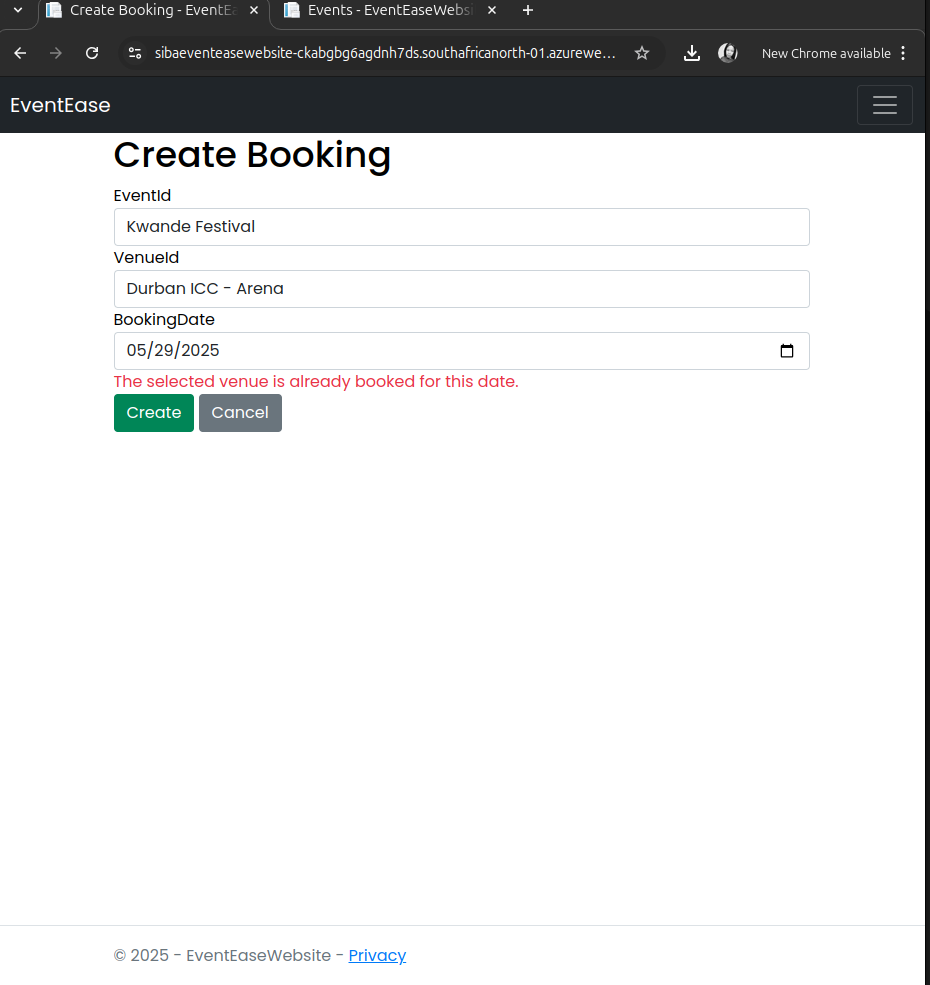 Create Booking - EventEa
Events - EventEaseWebsi
sibaeventeasewebsite-ckabgbg6agdnh7ds.southafricanorth-01.azurewe...
New Chrome available
EventEase
Create Booking
EventId
Kwande Festival
VenueId
Durban ICC - Arena
BookingDate
05/29/2025
The selected venue is already booked for this date.
Create Cancel
© 2025 - EventEaseWebsite - Privacy